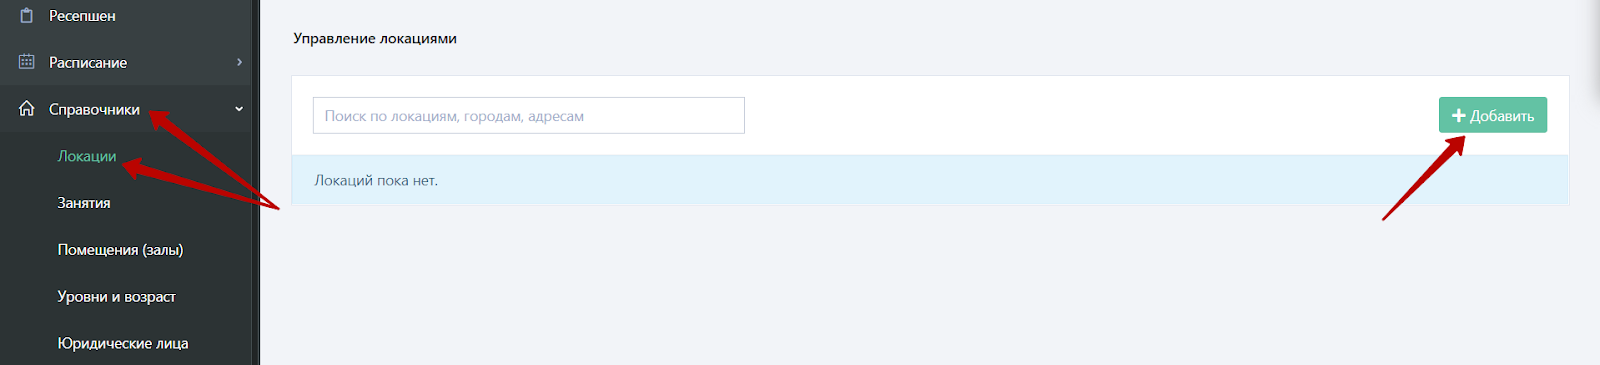 Ресепшен
Расписание
Справочники
Локации
Занятия
Помещения (залы)
Уровни и возраст
Юридические лица
Управление локациями
Поиск по локациям, городам, адресам
Добавить
Локаций пока нет.